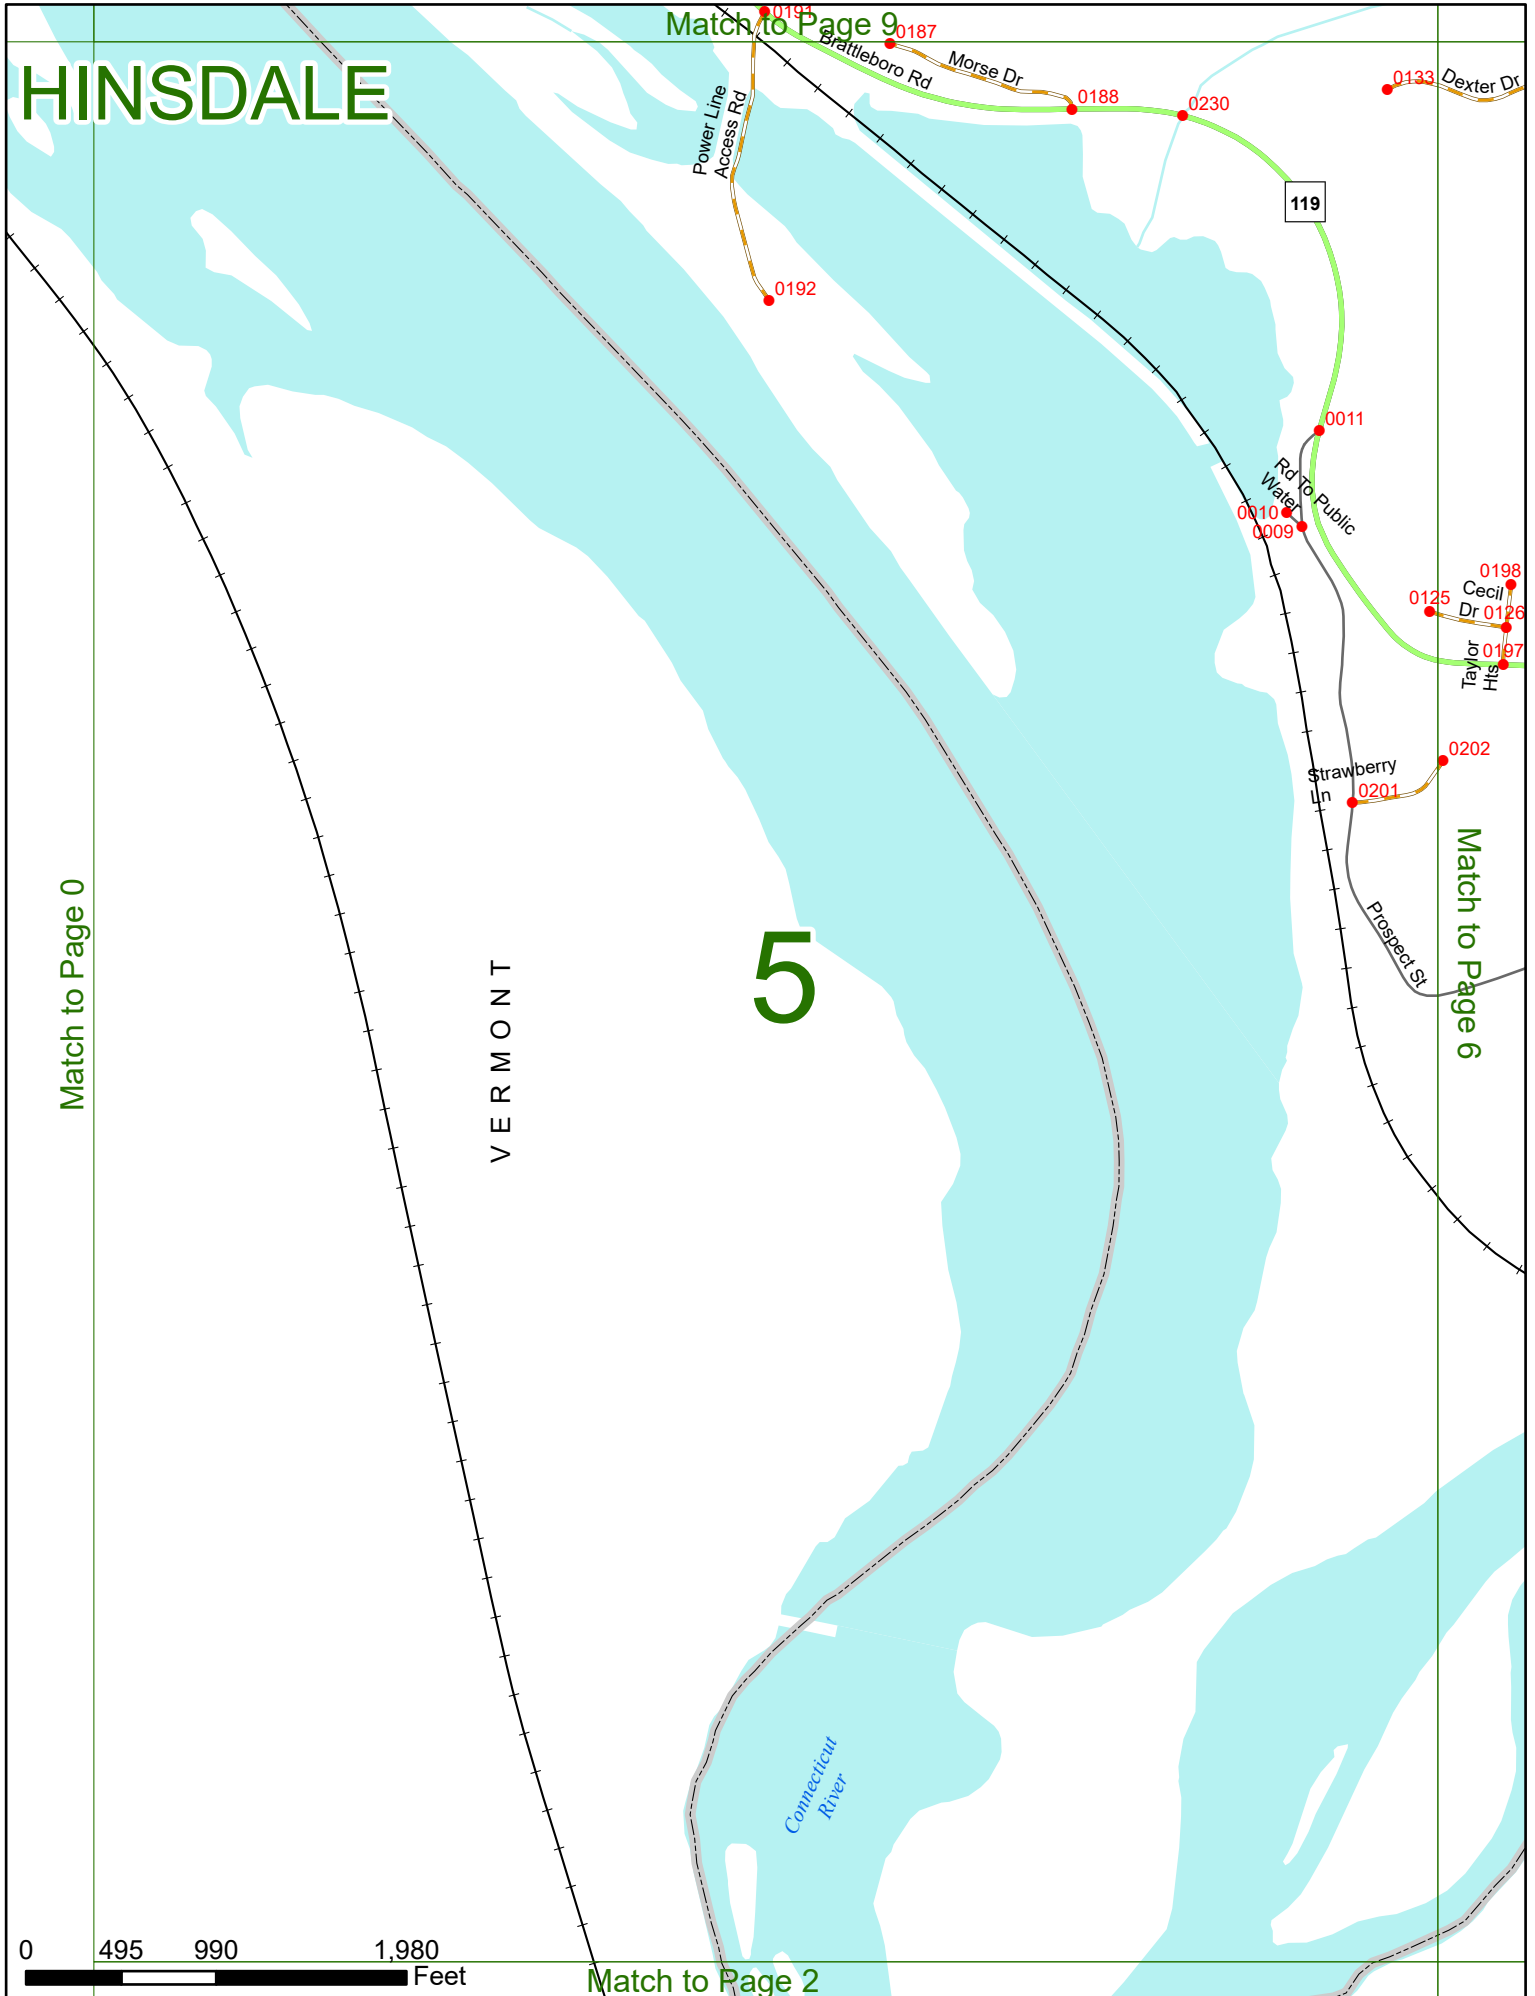 0191
Match to Page 9
0187
HINSDALE
Brattleboro Rd
Morse Dr
0133
Dexter Dr
Power Line
Access Rd
0188
0230
119
0192
0011
Rd To Public
Water
0010
0009
0198
Cecil
Dr
0125
0126
0197
Taylor
Hts
0202
Strawberry
Ln
0201
Match to Page 0
Match to Page 6
Prospect St
5
VERMONT
Connecticut
River
0 495 990 1,980
Feet
Match to Page 2